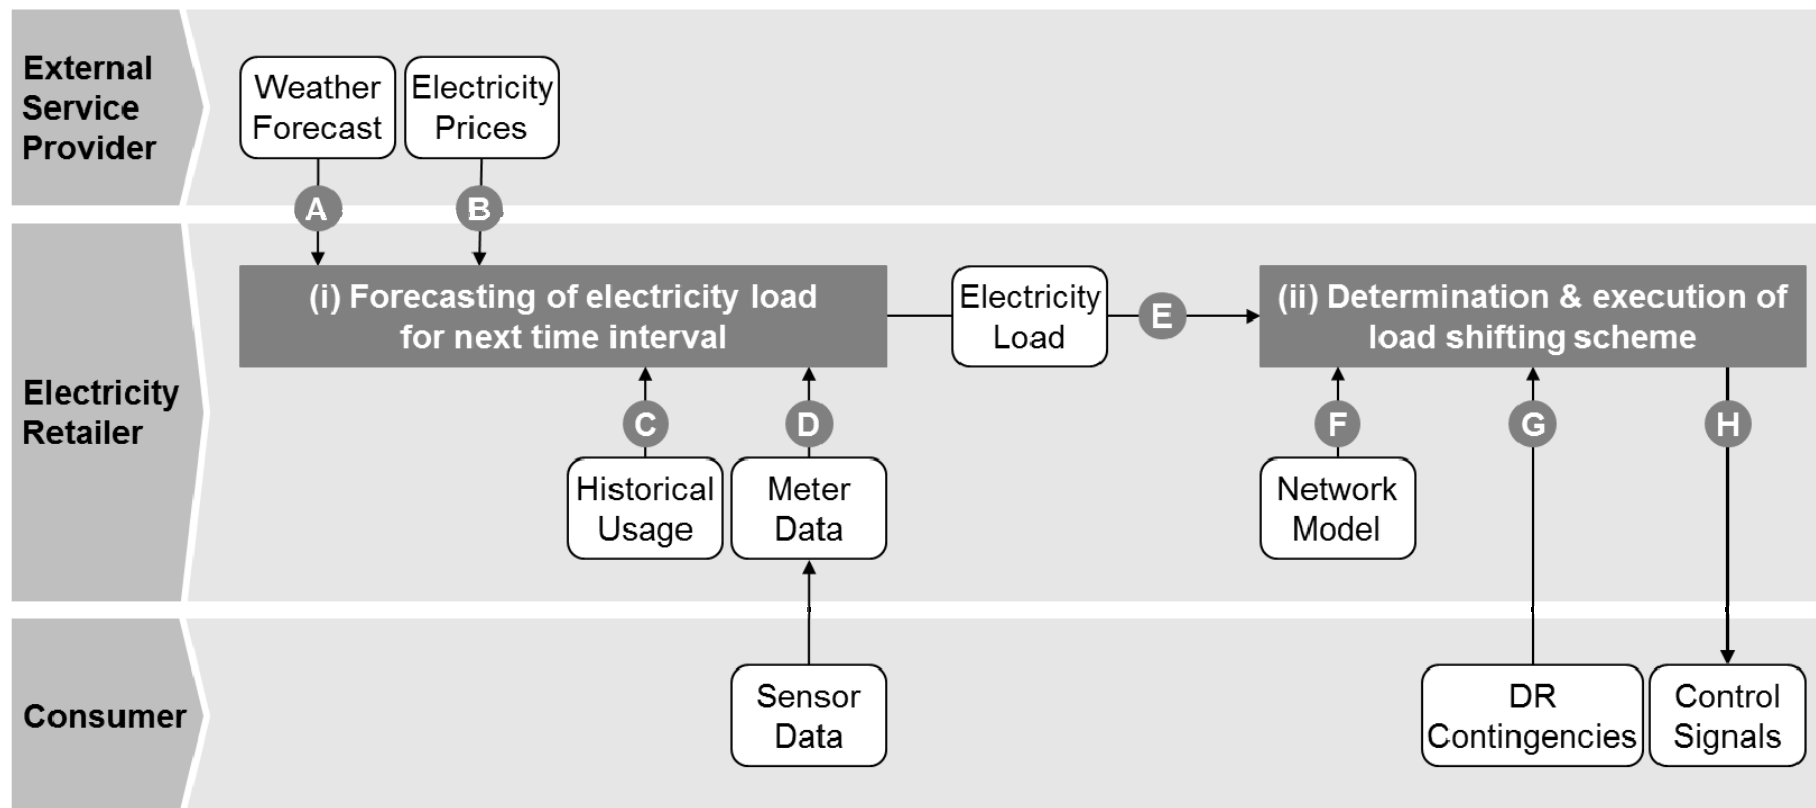 External
Service
Provider
Weather
Forecast
Electricity
Prices
A
B
Electricity
Retailer
(i) Forecasting of electricity load
for next time interval
Electricity
Load
E
(ii) Determination & execution of
load shifting scheme
C
D
F
G
H
Historical
Usage
Meter
Data
Network
Model
Consumer
Sensor
Data
DR
Contingencies
Control
Signals